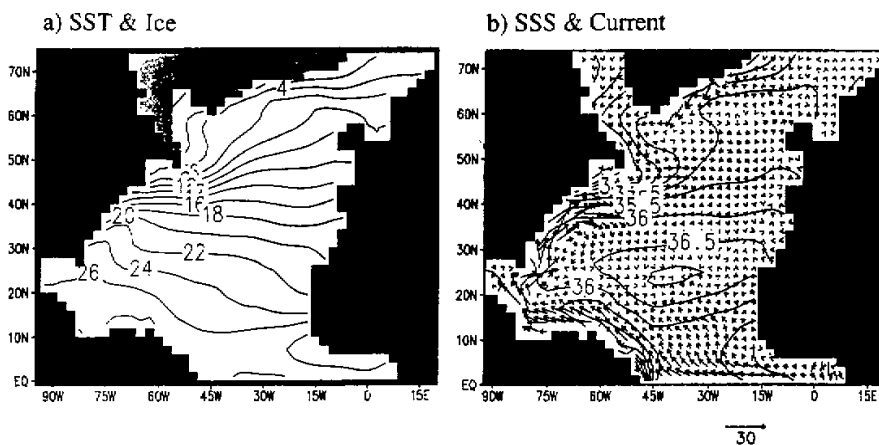 a) SST & Ice
b) SSS & Current
70N
60N
50N
40N
30N
20N
10N
EQ
90W 75W 60W 45W 30W 15W 0 15E
4
16
18
20
22
24
26
70N
60N
50N
40N
30N
20N
10N
EQ
90W 75W 60W 45W 30W 15W 0 15E
36
36.5
36
30